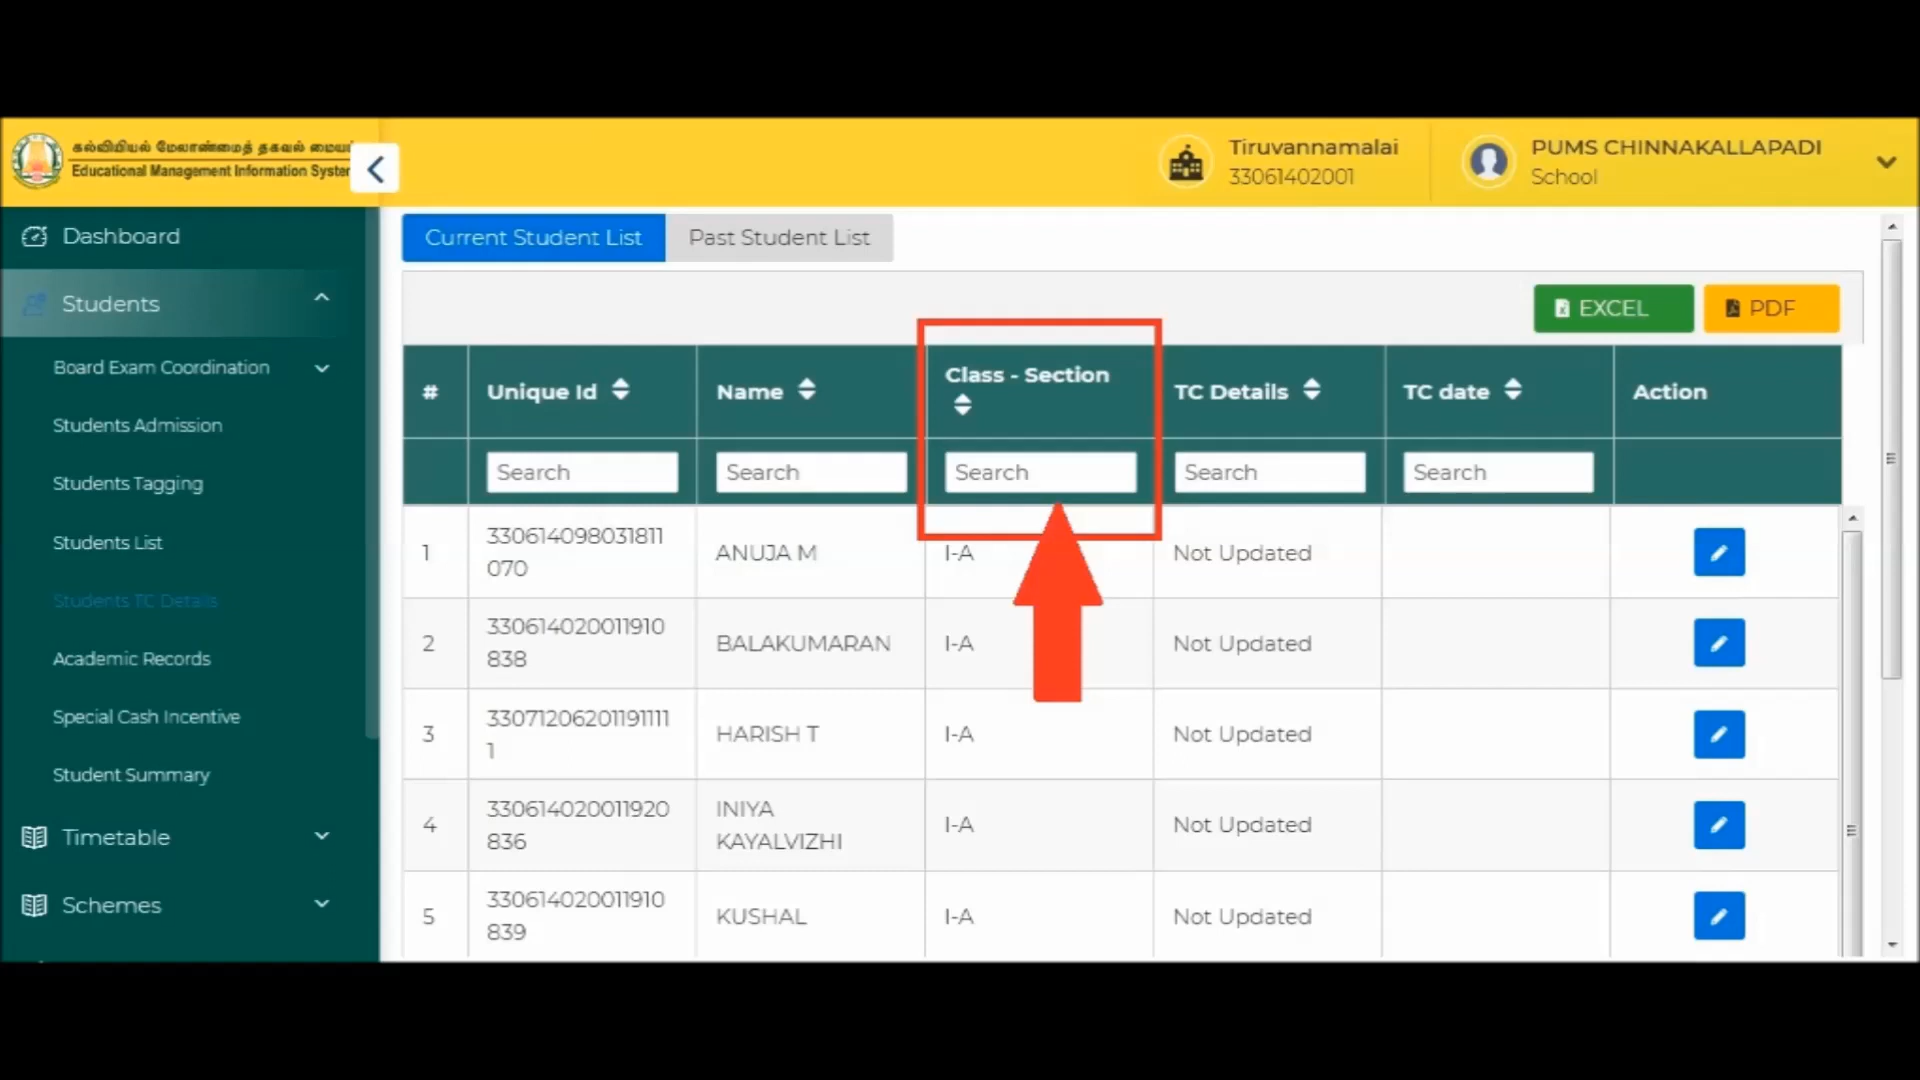 கல்வியியல் மேலாண்மைத் தகவல் மையம்
Educational Management Information Syste
Tiruvannamalai
33061402001
PUMS CHINNAKALLAPADI
School
Dashboard
Students
Board Exam Coordination
Students Admission
Students Tagging
Students List
Students TC Details
Academic Records
Special Cash Incentive
Student Summary
Timetable
Schemes
Current Student List
Past Student List
EXCEL
PDF
# Unique Id Name Class - Section TC Details TC date Action
Search Search Search Search Search
1 330614098031811 ANUJA M I-A Not Updated
070
2 330614020011910 BALAKUMARAN I-A Not Updated
838
3 33071206201191111 HARISH T I-A Not Updated
1
4 330614020011920 INIYA I-A Not Updated
836 KAYALVIZHI
5 330614020011910 KUSHAL I-A Not Updated
839